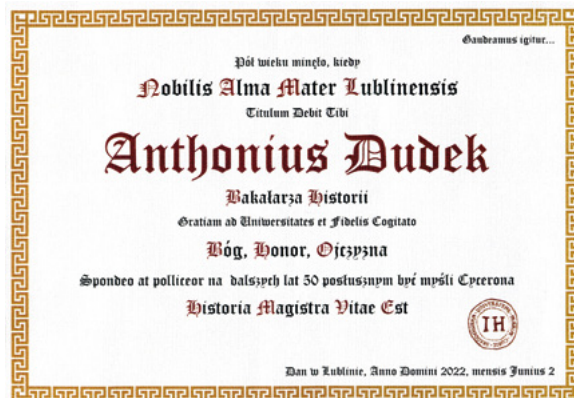 Gaudeamus igitur...
Pół wieku minęło, kiedy
Nobilis Alma Mater Lublinensis
Titulum Debit Tibi
Anthonius Dudek
Bakałarza Historii
Gratiam ad Uniwersitates et Fidelis Cogitato
Bóg, Honor, Ojczyzna
Spondeo at polliceor na dalszych lat 50 posłusznym być myśli Cycerona
Historia Magistra Vitae Est
IH
Dan w Lublinie, Anno Domini 2022, mensis Junius 2